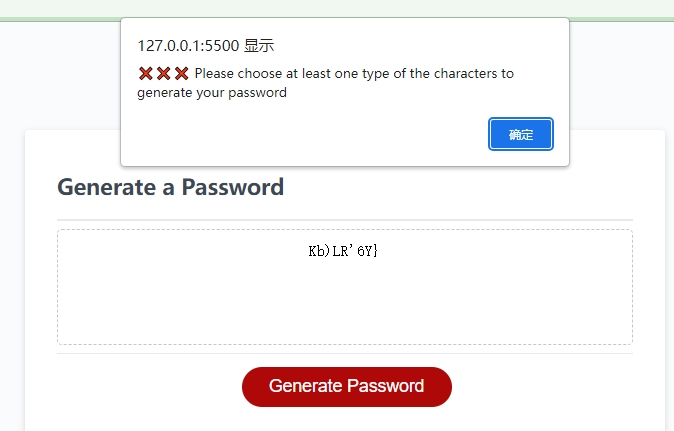 127.0.0.1:5500 显示
❌❌❌ Please choose at least one type of the characters to
generate your password
确定
Generate a Password
Kb)LR'6Y}
Generate Password